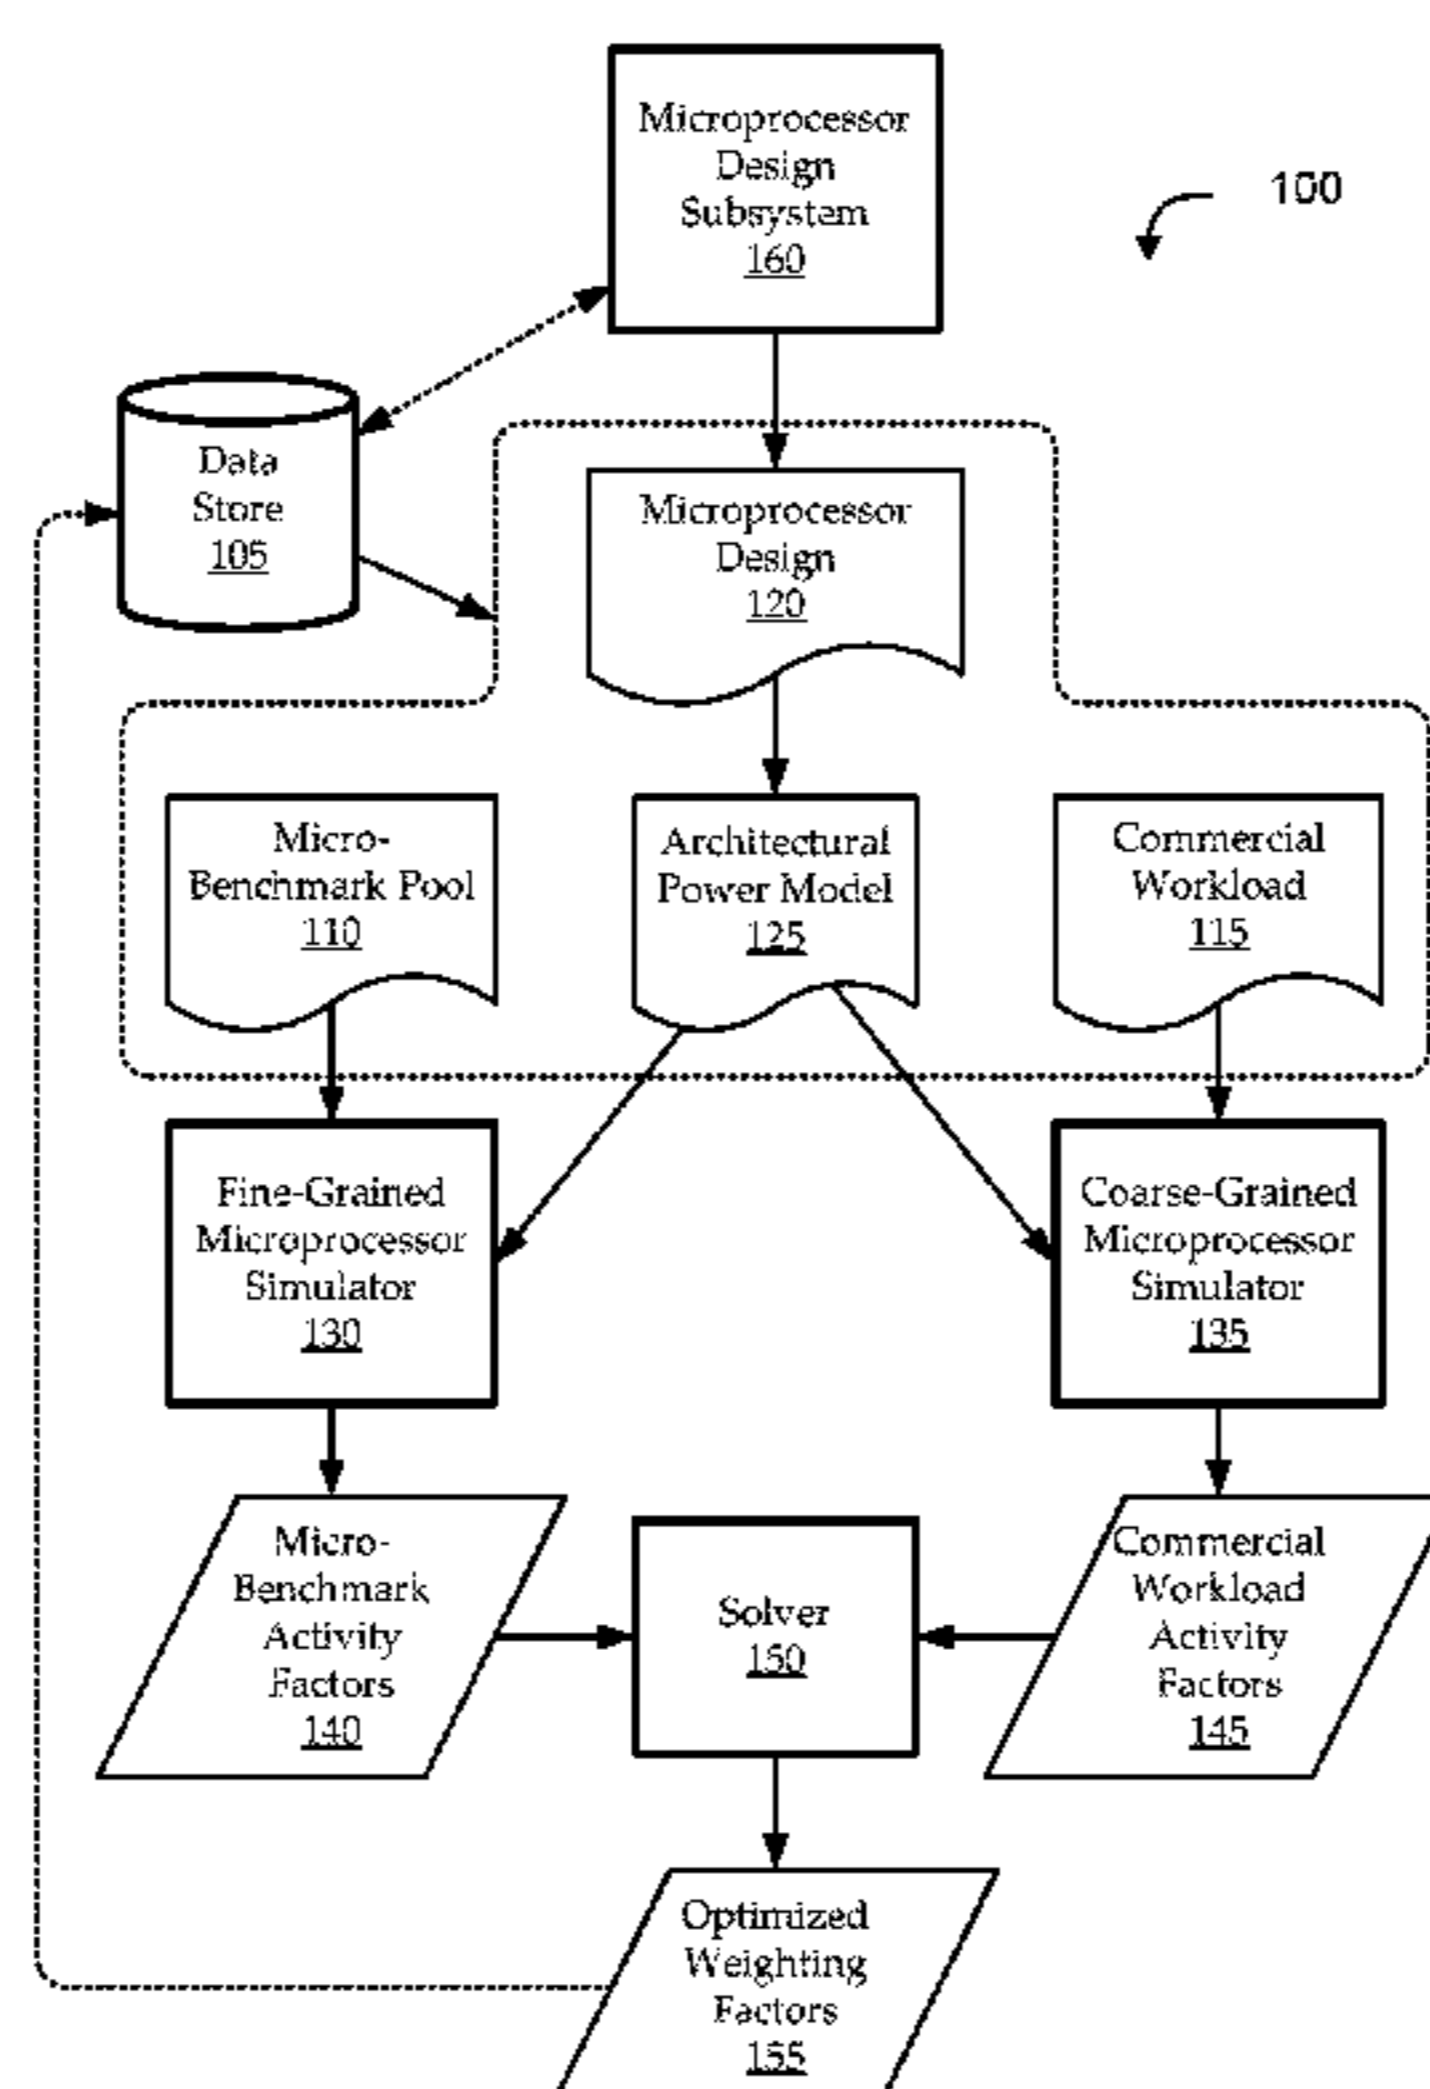 Microprocessor
Design
Subsystem
160
100
Data
Store
105
Microprocessor
Design
120
Micro-
Benchmark Pool
110
Architectural
Power Model
125
Commercial
Workload
115
Fine-Grained
Microprocessor
Simulator
130
Coarse-Grained
Microprocessor
Simulator
135
Micro-
Benchmark
Activity
Factors
140
Solver
150
Commercial
Workload
Activity
Factors
145
Optimized
Weighting
Factors
155